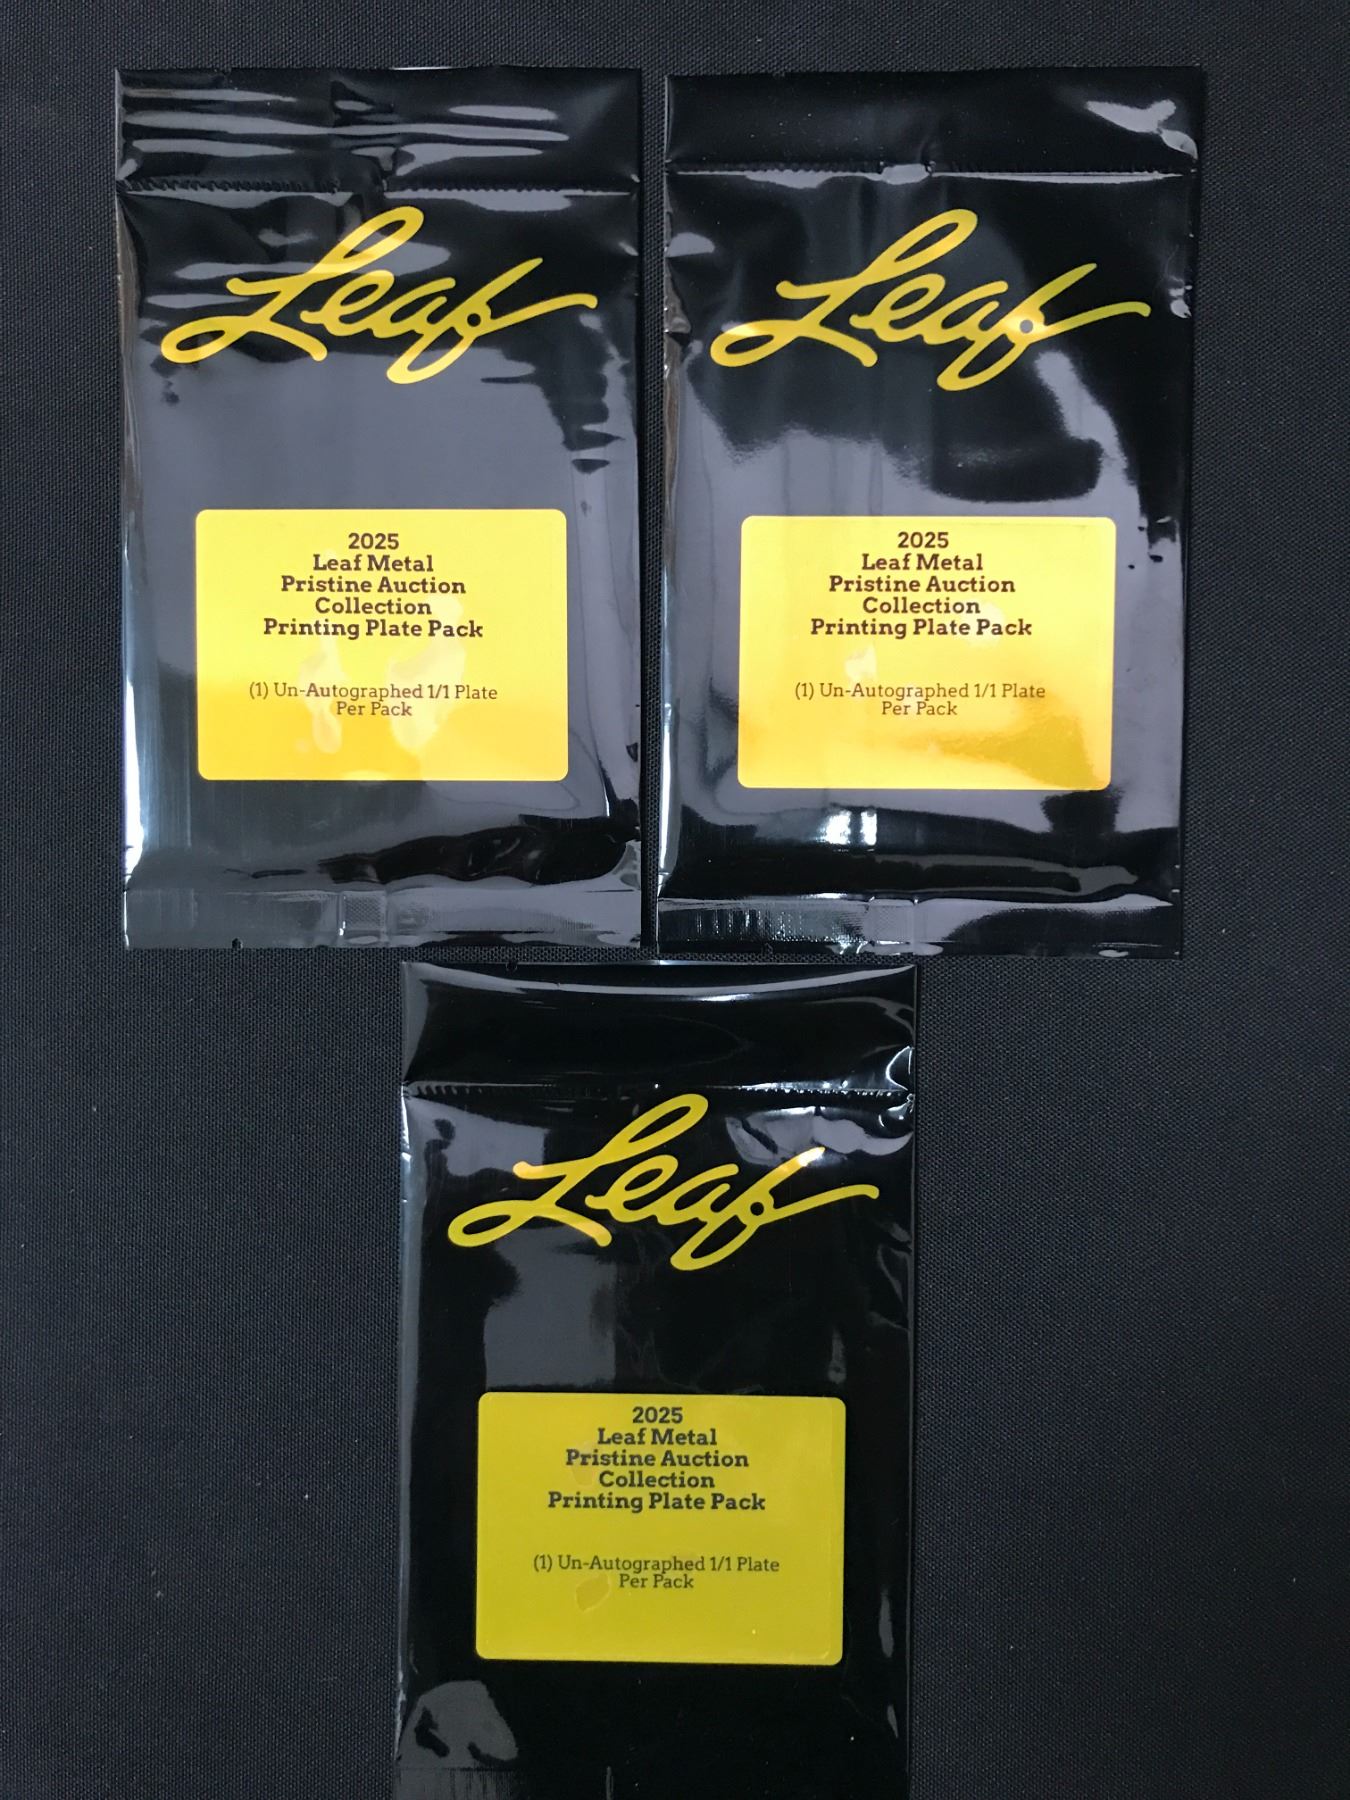 Leaf
2025
Leaf Metal
Pristine Auction
Collection
Printing Plate Pack
(1) Un-Autographed 1/1 Plate
Per Pack
Leaf
2025
Leaf Metal
Pristine Auction
Collection
Printing Plate Pack
(1) Un-Autographed 1/1 Plate
Per Pack
Leaf
2025
Leaf Metal
Pristine Auction
Collection
Printing Plate Pack
(1) Un-Autographed 1/1 Plate
Per Pack